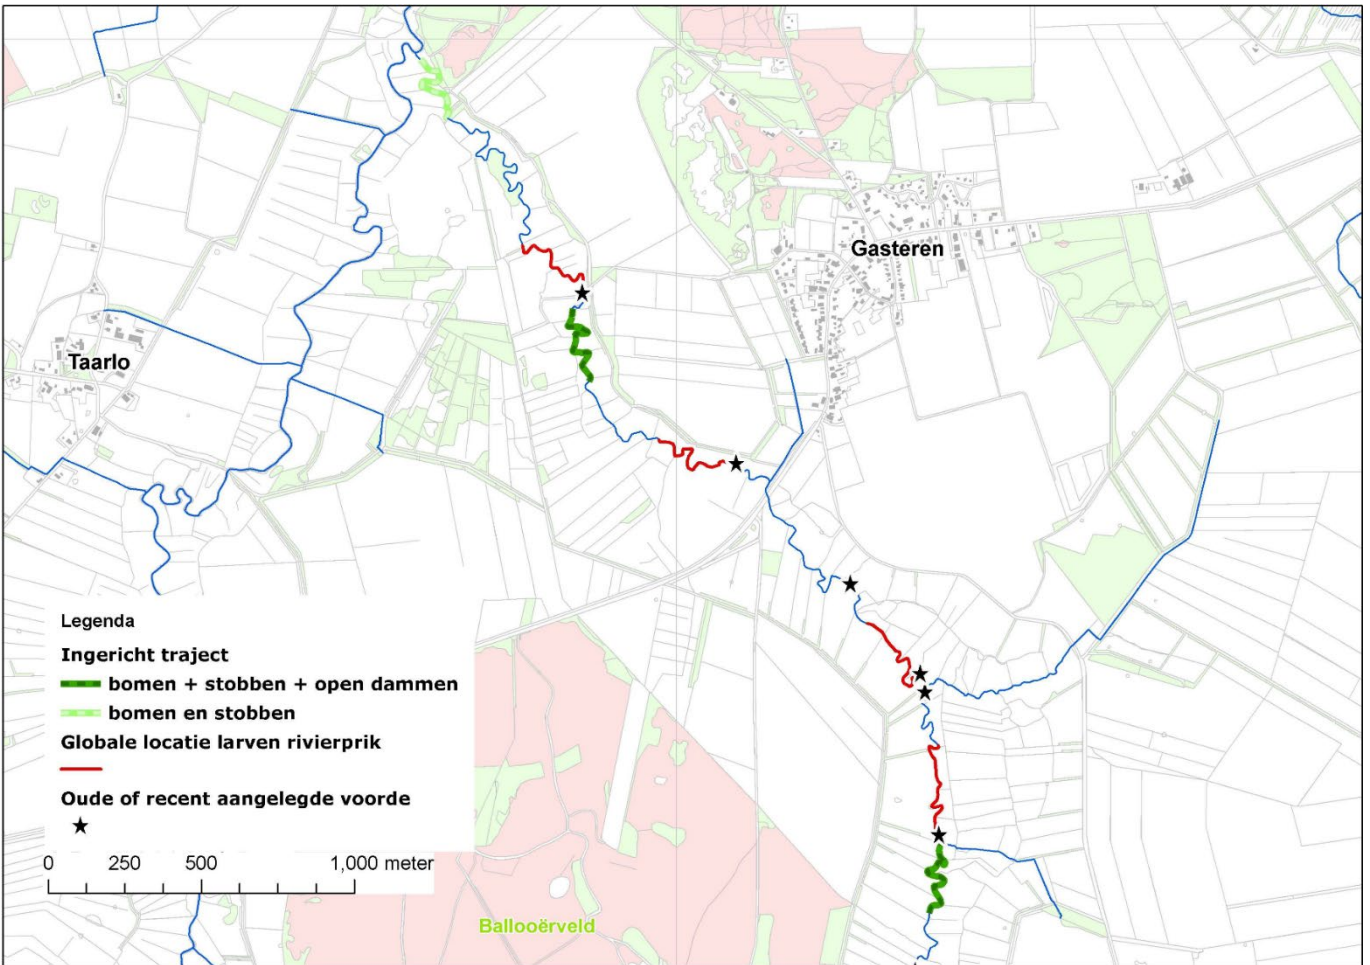 Gasteren
Taarlo
Legenda
Ingericht traject
bomen + stobben + open dammen
bomen en stobben
Globale locatie larven rivierprik
Oude of recent aangelegde voorde
0 250 500 1,000 meter
Ballooërveld